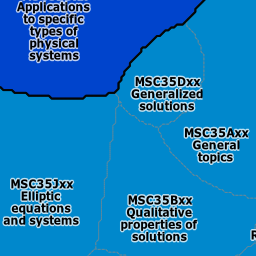 Applications
to specific
types of
physical
systems
MSC35Dxx
Generalized
solutions
MSC35Axx
General
topics
MSC35Jxx
Elliptic
equations
and systems
MSC35Bxx
Qualitative
properties of
solutions